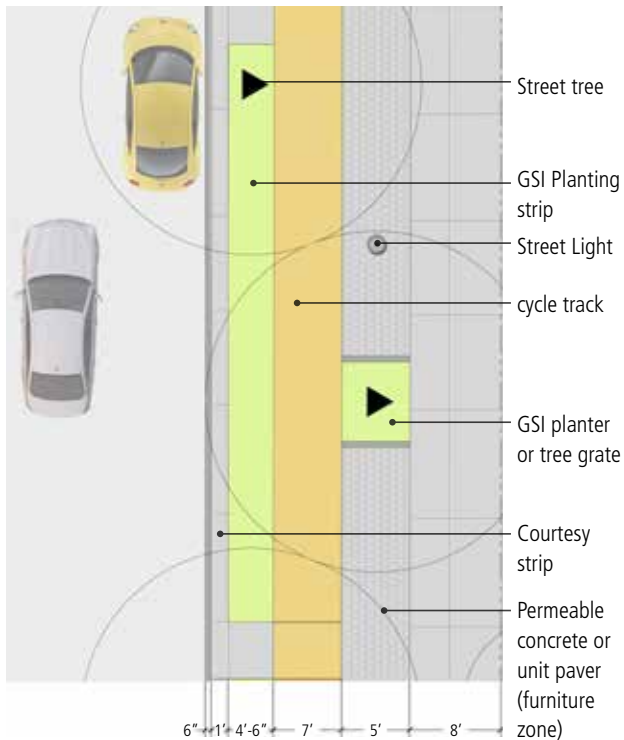 Street tree
GSI Planting
strip
Street Light
cycle track
GSI planter
or tree grate
Courtesy
strip
Permeable
concrete or
unit paver
(furniture
zone)
6” 1’ 4’-6” 7’ 5’ 8’